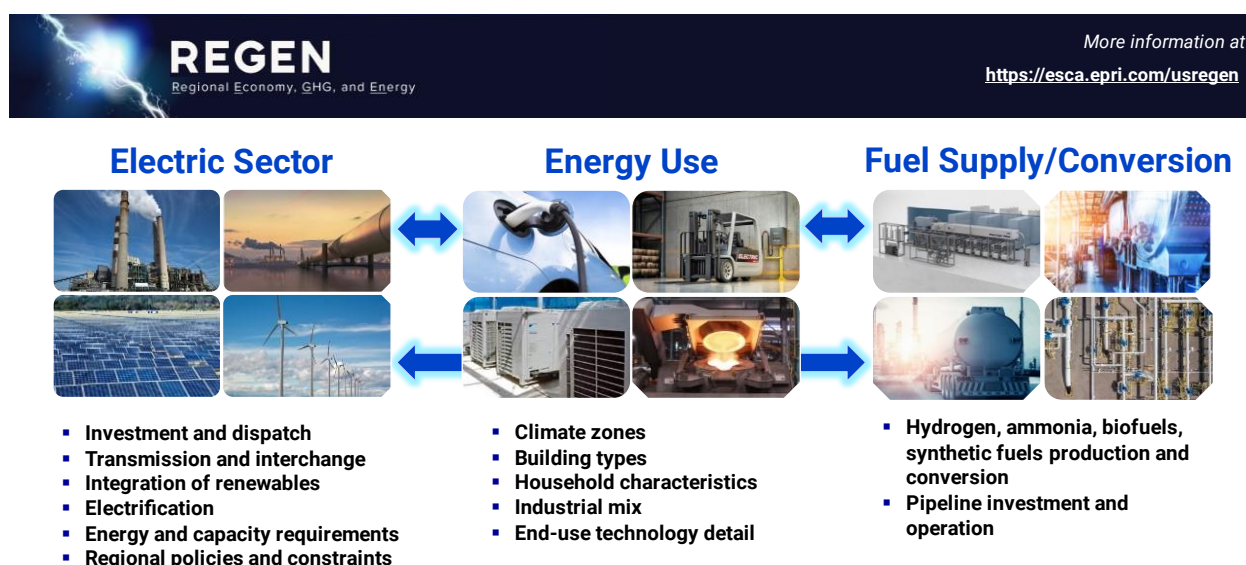 REGEN
Regional Economy, GHG, and Energy
More information at
https://esca.epri.com/usregen
Electric Sector
Energy Use
Fuel Supply/Conversion
ELECTRIC
▪ Investment and dispatch
▪ Transmission and interchange
▪ Integration of renewables
▪ Electrification
▪ Energy and capacity requirements
▪ Regional policies and constraints
▪ Climate zones
▪ Building types
▪ Household characteristics
▪ Industrial mix
▪ End-use technology detail
▪ Hydrogen, ammonia, biofuels,
synthetic fuels production and
conversion
▪ Pipeline investment and
operation